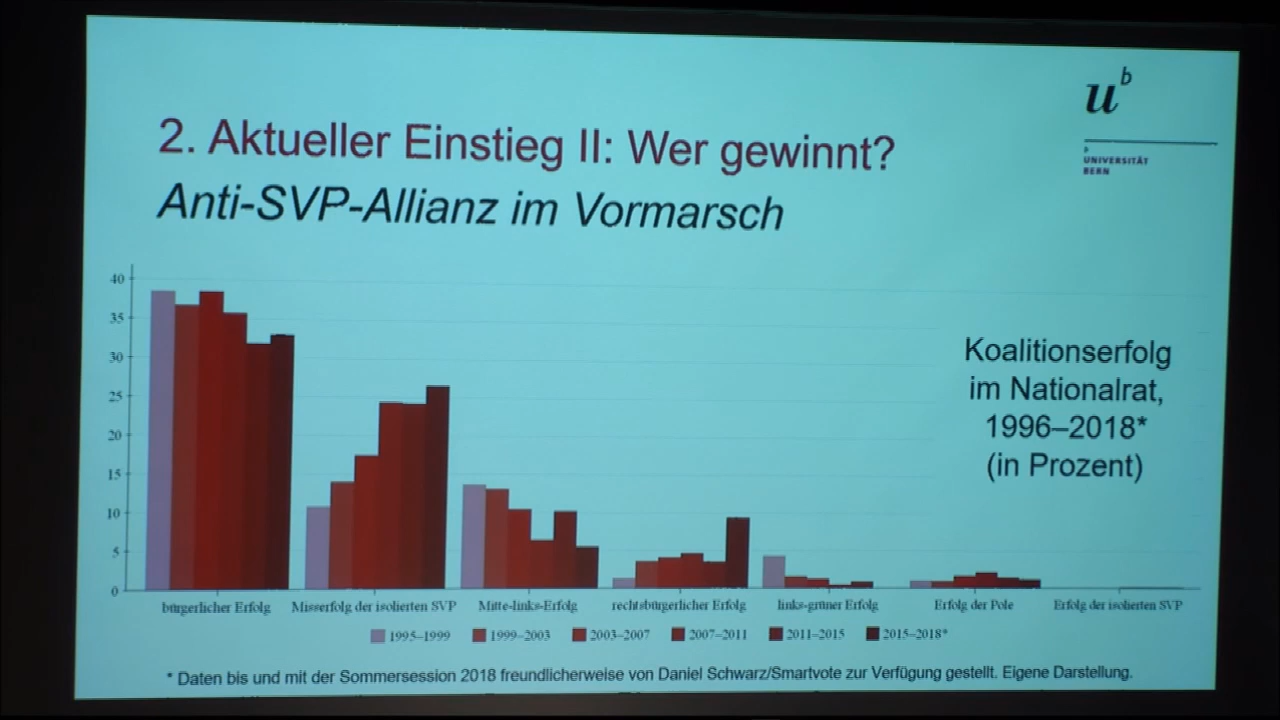 u^b
b
UNIVERSITÄT
BERN
2. Aktueller Einstieg II: Wer gewinnt?
Anti-SVP-Allianz im Vormarsch
40
35
30
25
20
15
10
5
0
Koalitionserfolg
im Nationalrat,
1996–2018*
(in Prozent)
bürgerlicher Erfolg Misserfolg der isolierten SVP Mitte-links-Erfolg rechtsbürgerlicher Erfolg links-grüner Erfolg Erfolg der Pole Erfolg der isolierten SVP
1995–1999 1999–2003 2003–2007 2007–2011 2011–2015 2015–2018*
* Daten bis und mit der Sommersession 2018 freundlicherweise von Daniel Schwarz/Smartvote zur Verfügung gestellt. Eigene Darstellung.